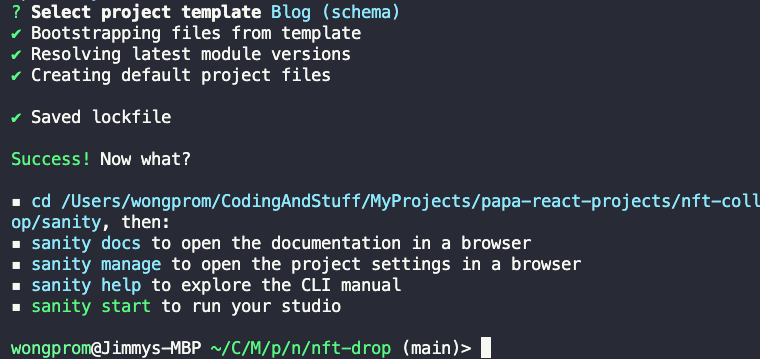 ? Select project template Blog (schema)
✔ Bootstrapping files from template
✔ Resolving latest module versions
✔ Creating default project files
✔ Saved lockfile
Success! Now what?
▪ cd /Users/wongprom/CodingAndStuff/MyProjects/papa-react-projects/nft-coll
op/sanity, then:
▪ sanity docs to open the documentation in a browser
▪ sanity manage to open the project settings in a browser
▪ sanity help to explore the CLI manual
▪ sanity start to run your studio
wongprom@Jimmys-MBP ~/C/M/p/n/nft-drop (main)>